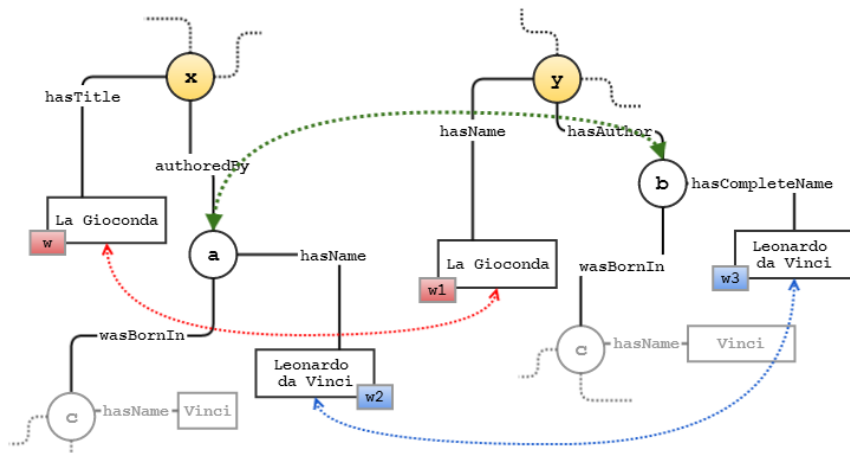 x
y
hasTitle
hasName
hasAuthor
authoredBy
b
hasCompleteName
La Gioconda
w
a
hasName
La Gioconda
w1
wasBornIn
Leonardo
da Vinci
w3
wasBornIn
c
hasName
Vinci
Leonardo
da Vinci
w2
c
hasName
Vinci